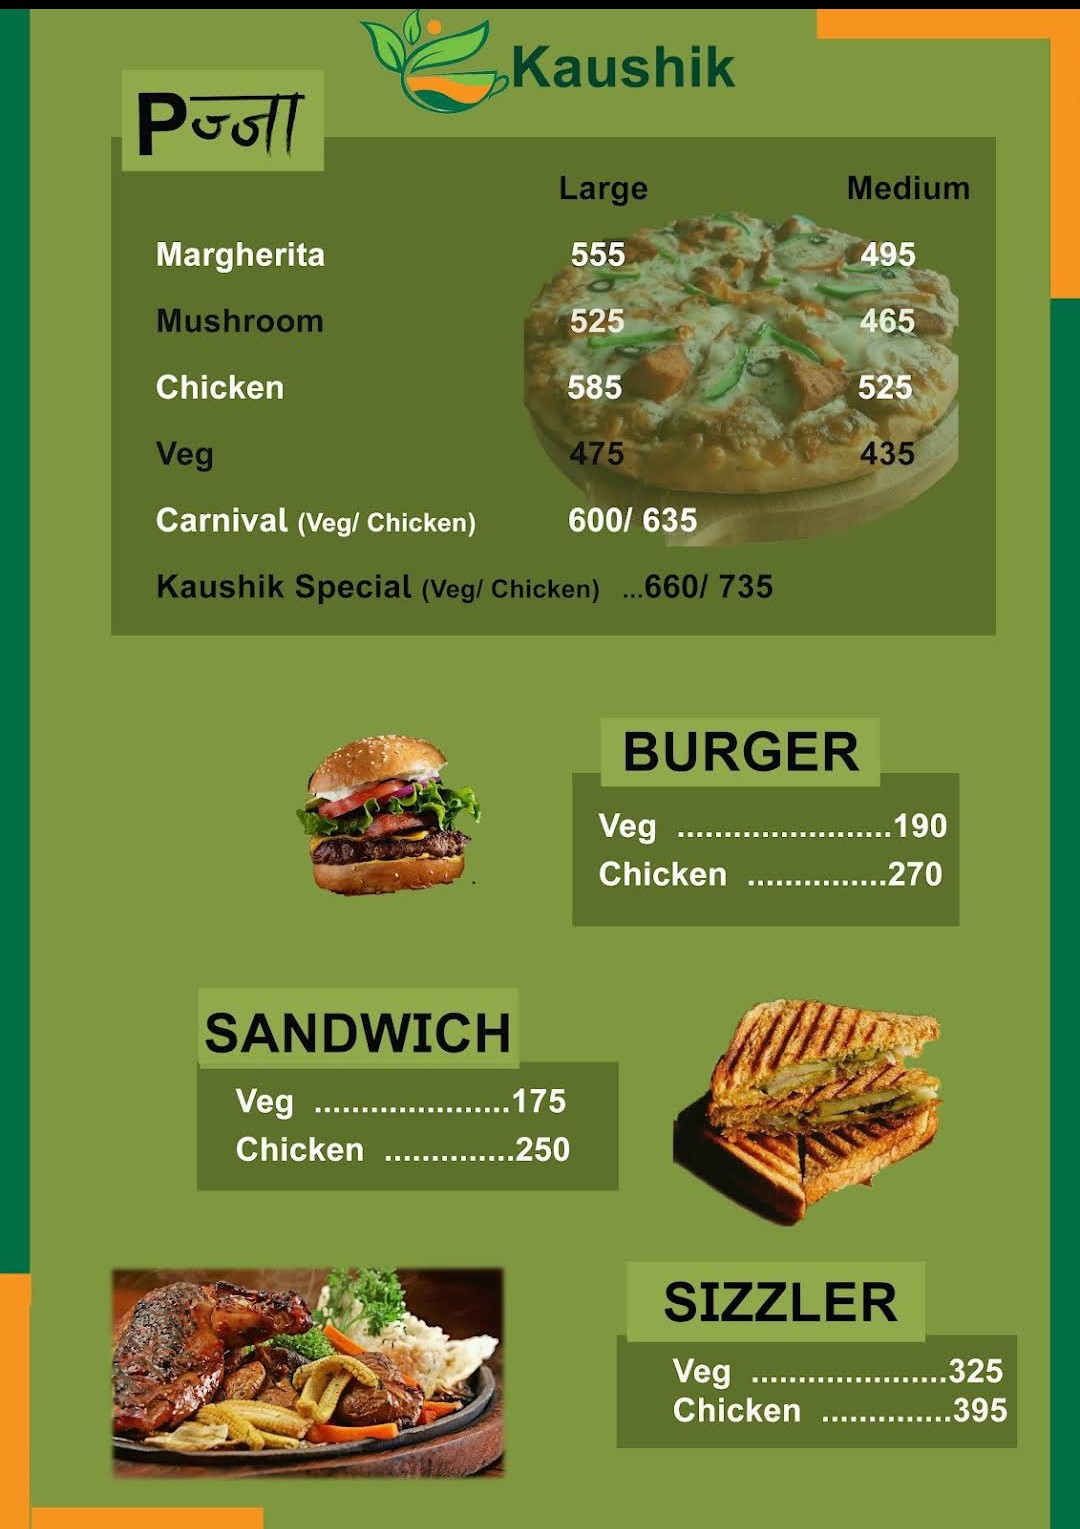 Kaushik
Pज्जा
Large Medium
Margherita 555 495
Mushroom 525 465
Chicken 585 525
Veg 475 435
Carnival (Veg/ Chicken) 600/ 635
Kaushik Special (Veg/ Chicken) ...660/ 735
BURGER
Veg .......................190
Chicken ...............270
SANDWICH
Veg .....................175
Chicken ..............250
SIZZLER
Veg .....................325
Chicken ..............395